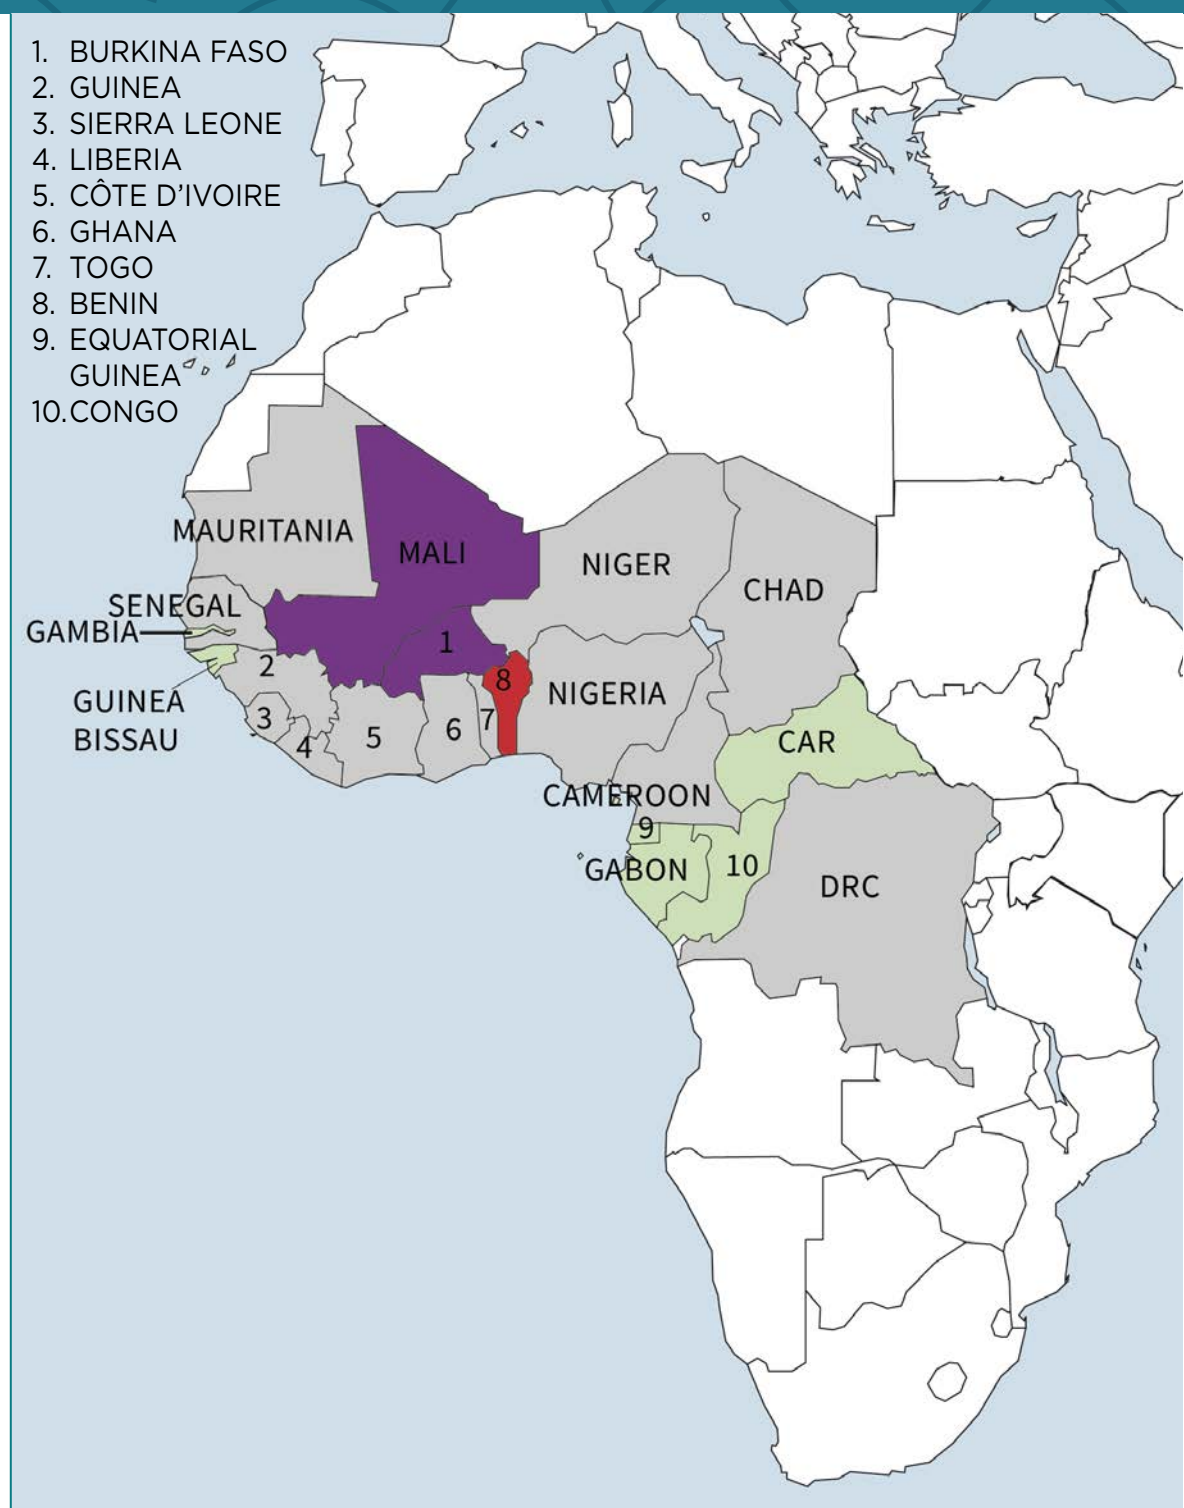 1. BURKINA FASO
2. GUINEA
3. SIERRA LEONE
4. LIBERIA
5. CÔTE D’IVOIRE
6. GHANA
7. TOGO
8. BENIN
9. EQUATORIAL
GUINEA
10.CONGO
MAURITANIA
MALI
NIGER
CHAD
SENEGAL
GAMBIA
1
2
GUINEA
BISSAU
8
NIGERIA
3
4
5
6
7
CAR
CAMEROON
9
GABON
10
DRC